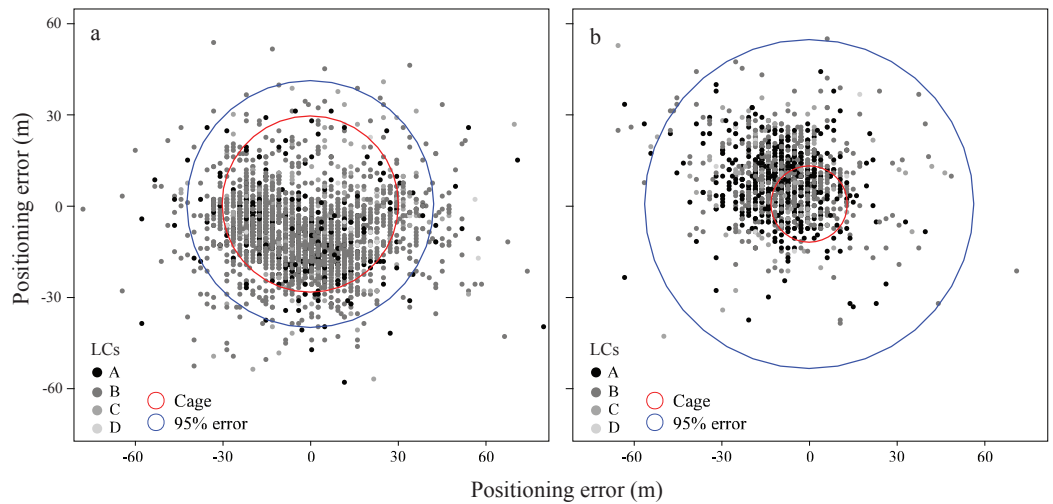 a
b
60
30
0
-30
-60
Positioning error (m)
LCs
A
B
C
D
Cage
95% error
LCs
A
B
C
D
Cage
95% error
-60 -30 0 30 60
-60 -30 0 30 60
Positioning error (m)